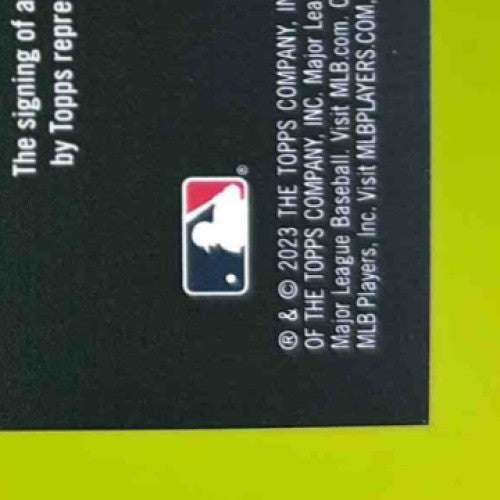 The signing of a
by Topps repre
®
® & © 2023 THE TOPPS COMPANY, IN
OF THE TOPPS COMPANY, INC. Major Lea
Major League Baseball. Visit MLB.com. O
MLB Players, Inc. Visit MLBPLAYERS.COM,